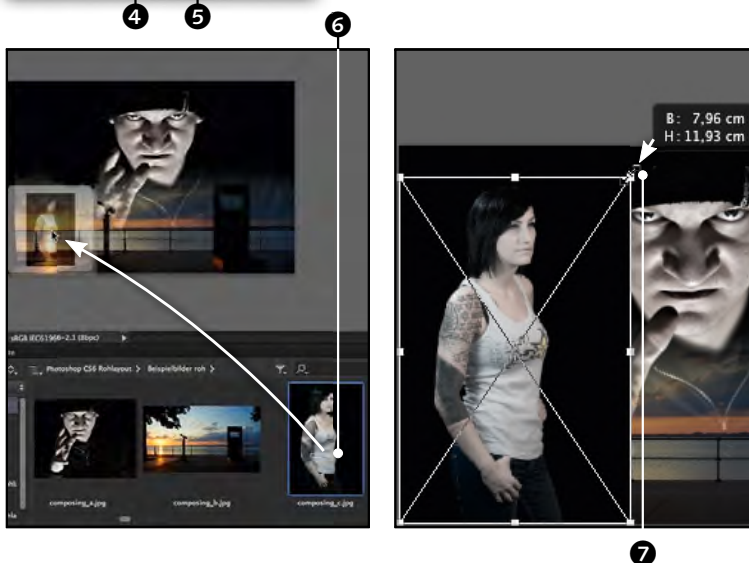 4 5
6
B: 7,96 cm
H: 11,93 cm
sRGB IEC61966-2.1 (8bpc)
Photoshop CS6 Rohlayout > Beispielbilder roh >
composing_a.jpg composing_b.jpg composing_c.jpg
7